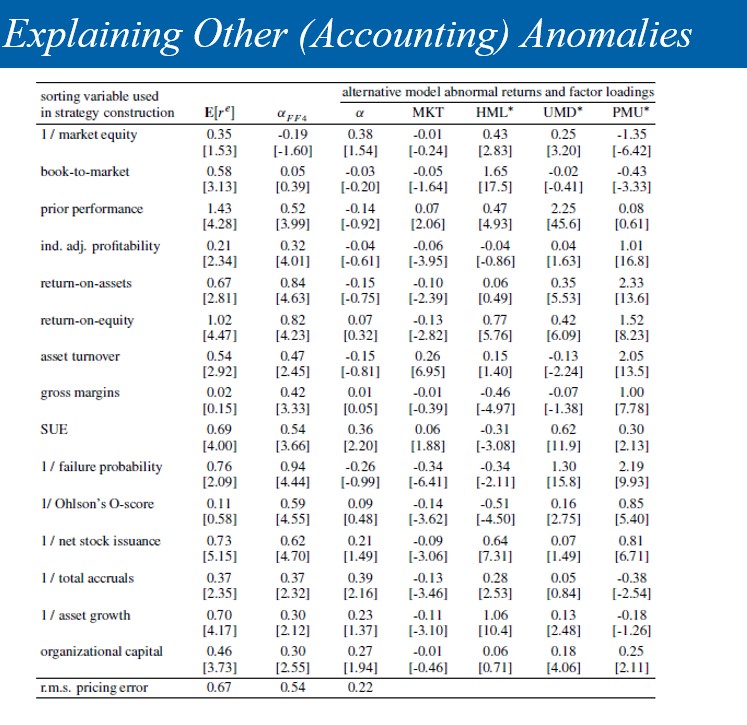 Explaining Other (Accounting) Anomalies
sorting variable used alternative model abnormal returns and factor loadings
in strategy construction E[rᵉ] α_FF4 α MKT HML* UMD* PMU*
1 / market equity 0.35 -0.19 0.38 -0.01 0.43 0.25 -1.35
[1.53] [-1.60] [1.54] [-0.24] [2.83] [3.20] [-6.42]
book-to-market 0.58 0.05 -0.03 -0.05 1.65 -0.02 -0.43
[3.13] [0.39] [-0.20] [-1.64] [17.5] [-0.41] [-3.33]
prior performance 1.43 0.52 -0.14 0.07 0.47 2.25 0.08
[4.28] [3.99] [-0.92] [2.06] [4.93] [45.6] [0.61]
ind. adj. profitability 0.21 0.32 -0.04 -0.06 -0.04 0.04 1.01
[2.34] [4.01] [-0.61] [-3.95] [-0.86] [1.63] [16.8]
return-on-assets 0.67 0.84 -0.15 -0.10 0.06 0.35 2.33
[2.81] [4.63] [-0.75] [-2.39] [0.49] [5.53] [13.6]
return-on-equity 1.02 0.82 0.07 -0.13 0.77 0.42 1.52
[4.47] [4.23] [0.32] [-2.82] [5.76] [6.09] [8.23]
asset turnover 0.54 0.47 -0.15 0.26 0.15 -0.13 2.05
[2.92] [2.45] [-0.81] [6.95] [1.40] [-2.24] [13.5]
gross margins 0.02 0.42 0.01 -0.01 -0.46 -0.07 1.00
[0.15] [3.33] [0.05] [-0.39] [-4.97] [-1.38] [7.78]
SUE 0.69 0.54 0.36 0.06 -0.31 0.62 0.30
[4.00] [3.66] [2.20] [1.88] [-3.08] [11.9] [2.13]
1 / failure probability 0.76 0.94 -0.26 -0.34 -0.34 1.30 2.19
[2.09] [4.44] [-0.99] [-6.41] [-2.11] [15.8] [9.93]
1/ Ohlson's O-score 0.11 0.59 0.09 -0.14 -0.51 0.16 0.85
[0.58] [4.55] [0.48] [-3.62] [-4.50] [2.75] [5.40]
1 / net stock issuance 0.73 0.62 0.21 -0.09 0.64 0.07 0.81
[5.15] [4.70] [1.49] [-3.06] [7.31] [1.49] [6.71]
1 / total accruals 0.37 0.37 0.39 -0.13 0.28 0.05 -0.38
[2.35] [2.32] [2.16] [-3.46] [2.53] [0.84] [-2.54]
1 / asset growth 0.70 0.30 0.23 -0.11 1.06 0.13 -0.18
[4.17] [2.12] [1.37] [-3.10] [10.4] [2.48] [-1.26]
organizational capital 0.46 0.30 0.27 -0.01 0.06 0.18 0.25
[3.73] [2.55] [1.94] [-0.46] [0.71] [4.06] [2.11]
r.m.s. pricing error 0.67 0.54 0.22